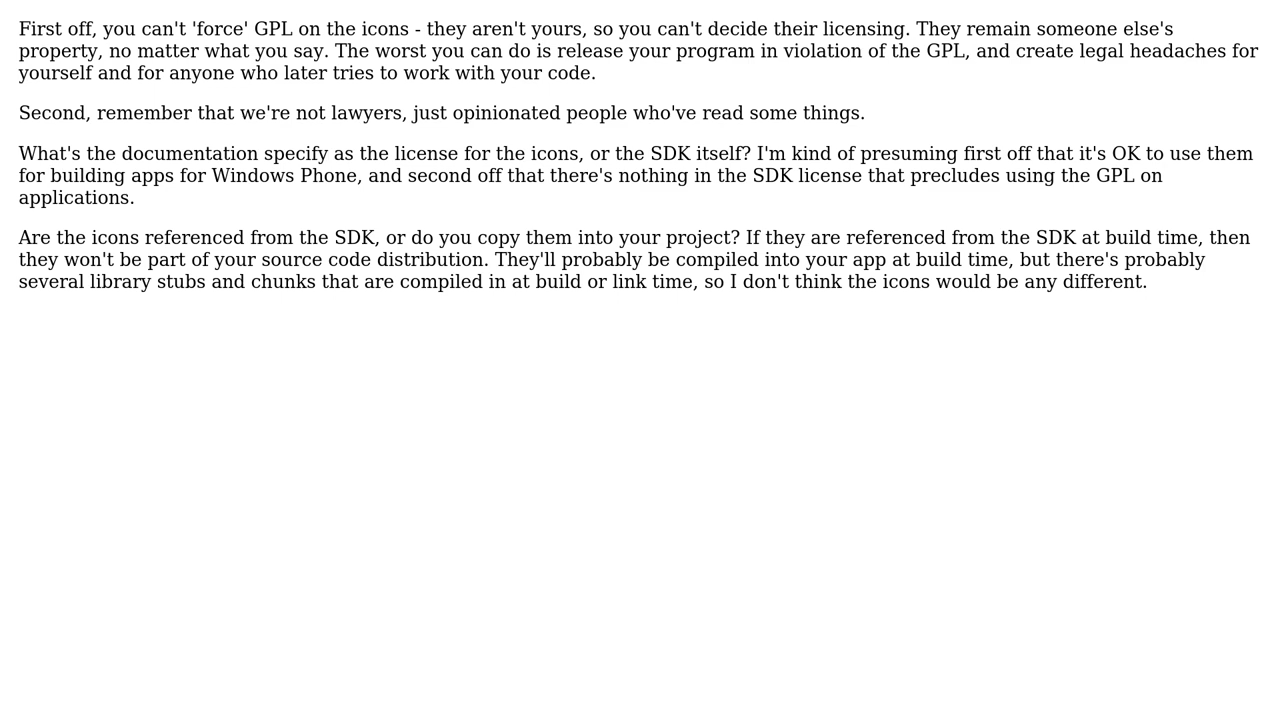 First off, you can't 'force' GPL on the icons - they aren't yours, so you can't decide their licensing. They remain someone else's
property, no matter what you say. The worst you can do is release your program in violation of the GPL, and create legal headaches for
yourself and for anyone who later tries to work with your code.
Second, remember that we're not lawyers, just opinionated people who've read some things.
What's the documentation specify as the license for the icons, or the SDK itself? I'm kind of presuming first off that it's OK to use them
for building apps for Windows Phone, and second off that there's nothing in the SDK license that precludes using the GPL on
applications.
Are the icons referenced from the SDK, or do you copy them into your project? If they are referenced from the SDK at build time, then
they won't be part of your source code distribution. They'll probably be compiled into your app at build time, but there's probably
several library stubs and chunks that are compiled in at build or link time, so I don't think the icons would be any different.